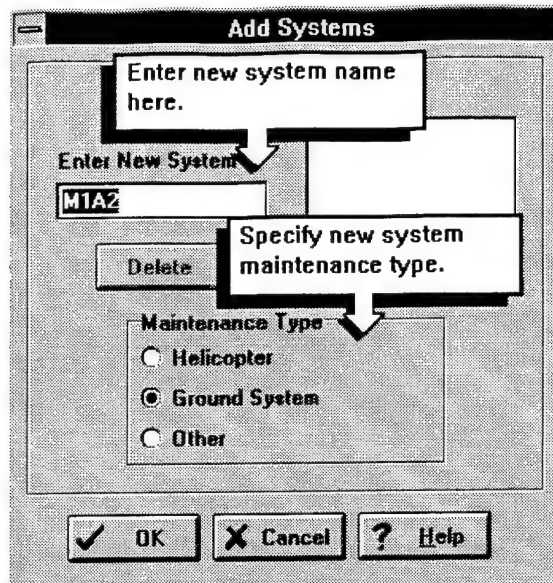 Add Systems
Enter new system name
here.
Enter New System
M1A2
Specify new system
maintenance type.
Delete
Maintenance Type
Helicopter
Ground System
Other
OK
Cancel
? Help